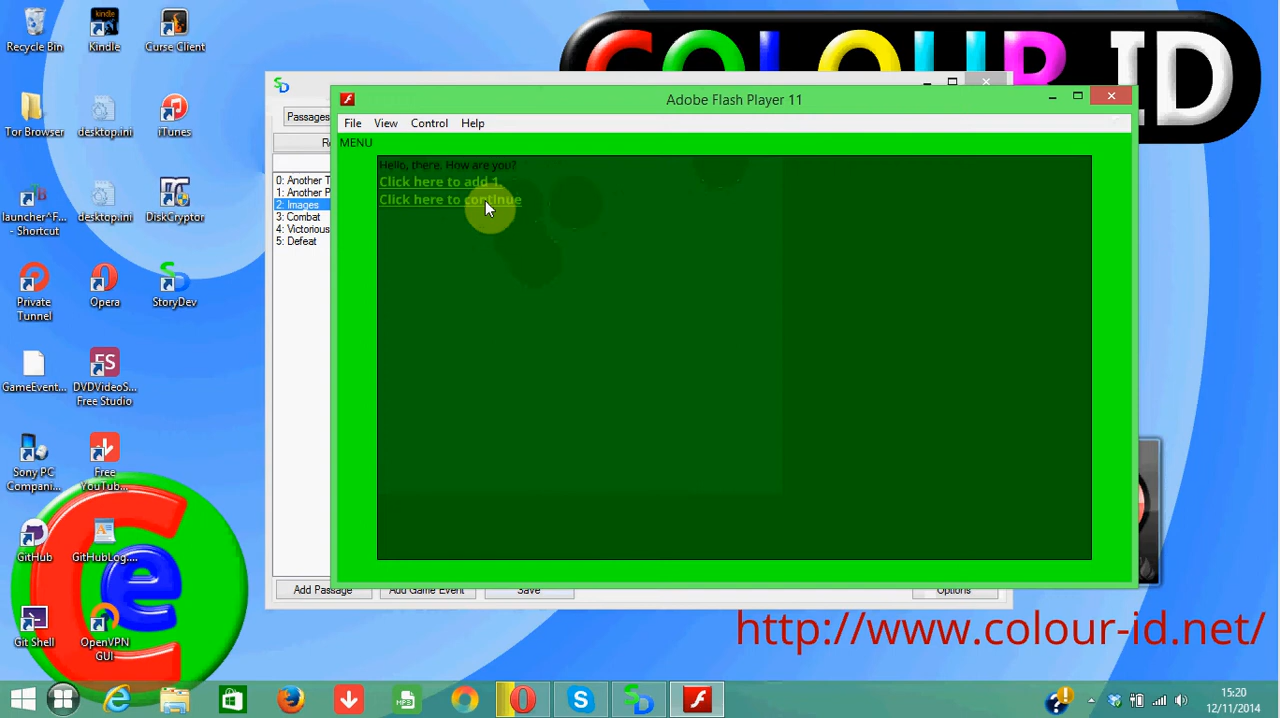 COLOUR ID
Recycle Bin
Kindle
Curse Client
Tor Browser
desktop.ini
iTunes
launcher^F...
- Shortcut
desktop.ini
DiskCryptor
Private
Tunnel
Opera
StoryDev
GameEvent...
DVDVideoS...
Free Studio
Sony PC
Compani...
Free
YouTub...
GitHub
GitHubLog....
Git Shell
OpenVPN
GUI
Passages
0: Another T
1: Another P
2: Images
3: Combat
4: Victorious
5: Defeat
Add Passage
Add Game Event
Save
Options
Adobe Flash Player 11
File View Control Help
MENU
Hello, there. How are you?
Click here to add 1.
Click here to continue
http://www.colour-id.net/
15:20
12/11/2014